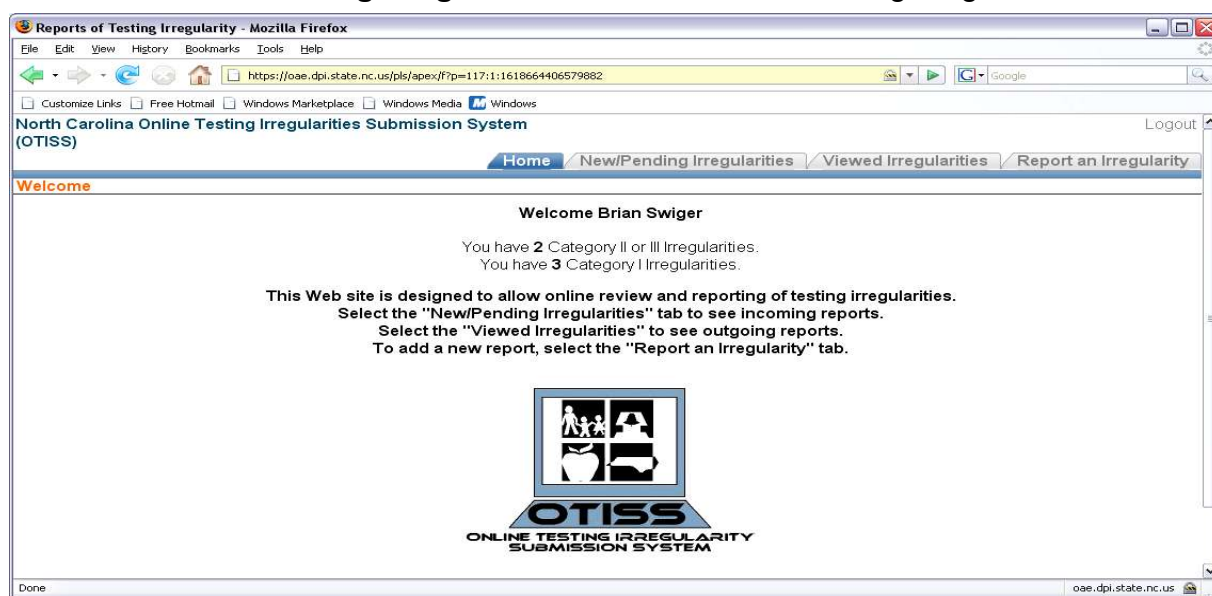 Reports of Testing Irregularity - Mozilla Firefox
File Edit View History Bookmarks Tools Help
https://oae.dpi.state.nc.us/pls/apex/f?p=117:1:1618664406579882
Google
Customize Links Free Hotmail Windows Marketplace Windows Media Windows
North Carolina Online Testing Irregularities Submission System
(OTISS)
Logout
Home New/Pending Irregularities Viewed Irregularities Report an Irregularity
Welcome
Welcome Brian Swiger
You have 2 Category II or III Irregularities.
You have 3 Category I Irregularities.
This Web site is designed to allow online review and reporting of testing irregularities.
Select the "New/Pending Irregularities" tab to see incoming reports.
Select the "Viewed Irregularities" to see outgoing reports.
To add a new report, select the "Report an Irregularity" tab.
OTISS
ONLINE TESTING IRREGULARITY
SUBMISSION SYSTEM
Done
oae.dpi.state.nc.us